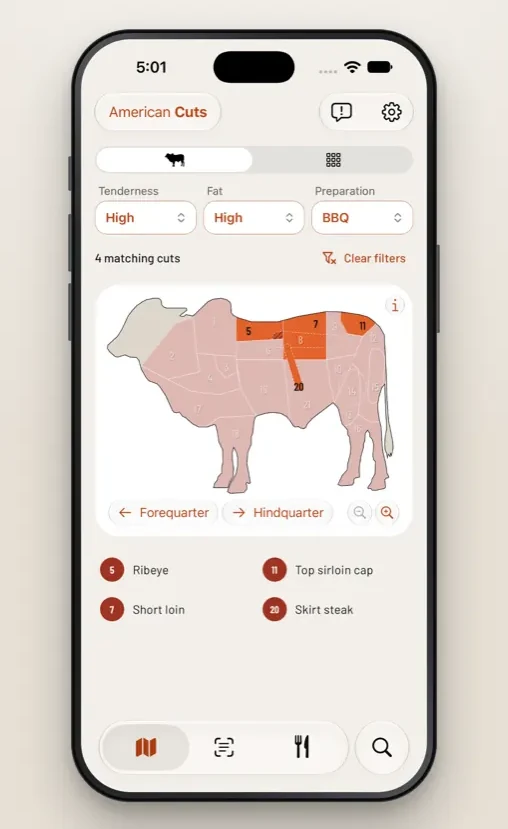 5:01
American Cuts
Tenderness Fat Preparation
High High BBQ
4 matching cuts Clear filters
i
5
7
8
11
20
← Forequarter → Hindquarter
5 Ribeye 11 Top sirloin cap
7 Short loin 20 Skirt steak